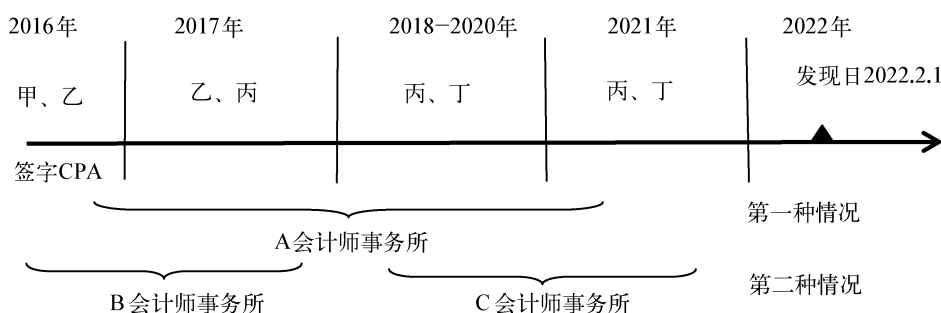 2016年 2017年 2018-2020年 2021年 2022年
发现日2022.2.1
甲、乙 乙、丙 丙、丁 丙、丁
签字CPA
第一种情况
A会计师事务所
第二种情况
B会计师事务所 C会计师事务所